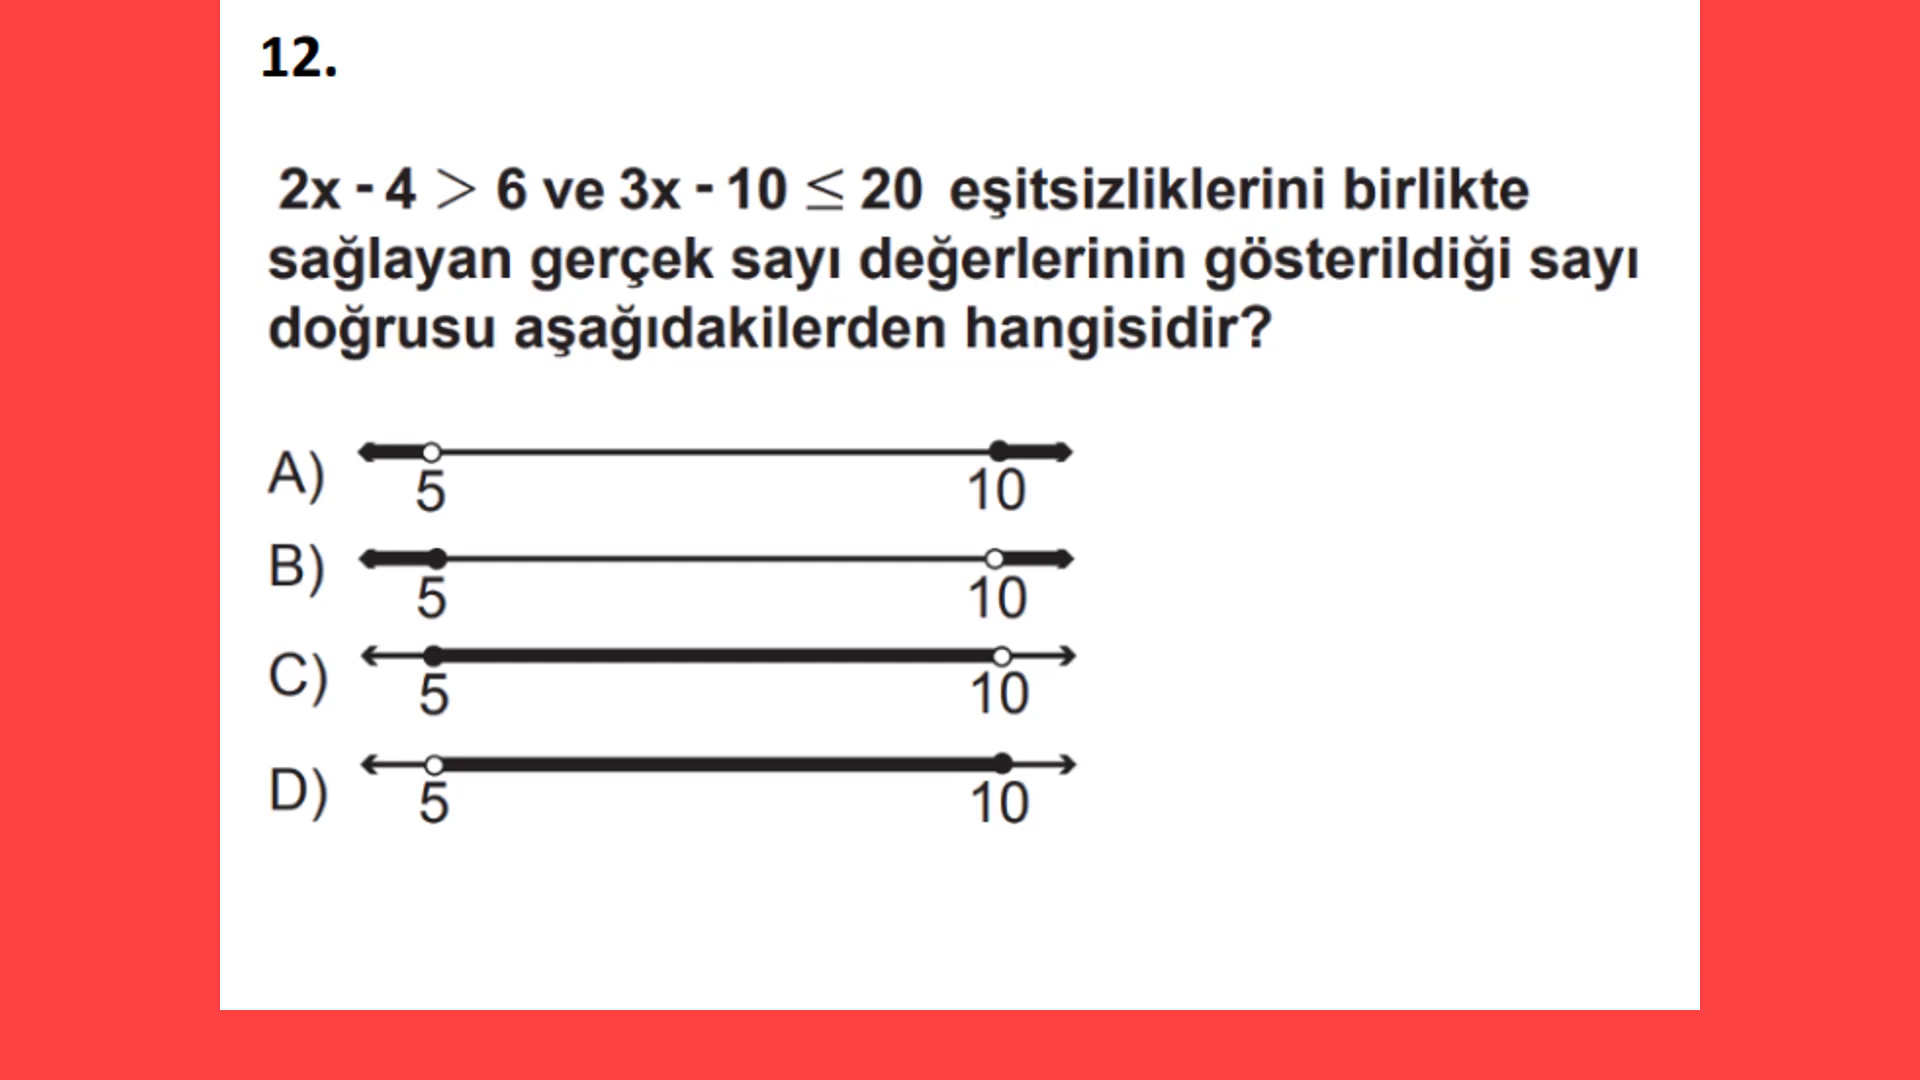 12.
2x - 4 > 6 ve 3x - 10 ≤ 20 eşitsizliklerini birlikte
sağlayan gerçek sayı değerlerinin gösterildiği sayı
doğrusu aşağıdakilerden hangisidir?
A)
5 10
B)
5 10
C)
5 10
D)
5 10